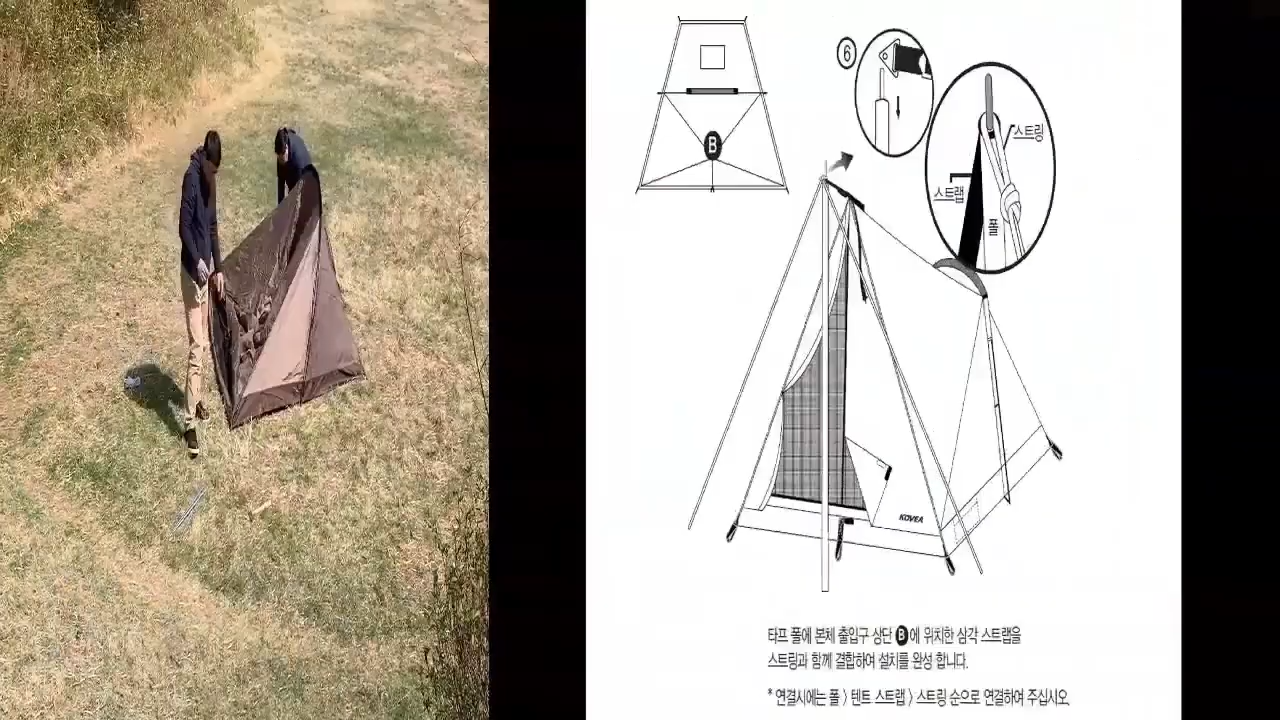 B
6
스트링
스트랩
폴
KOVEA
타프 폴에 본체 출입구 상단 B에 위치한 삼각 스트랩을
스트링과 함께 결합하여 설치를 완성 합니다.
* 연결시에는 폴 > 텐트 스트랩 > 스트링 순으로 연결하여 주십시오.